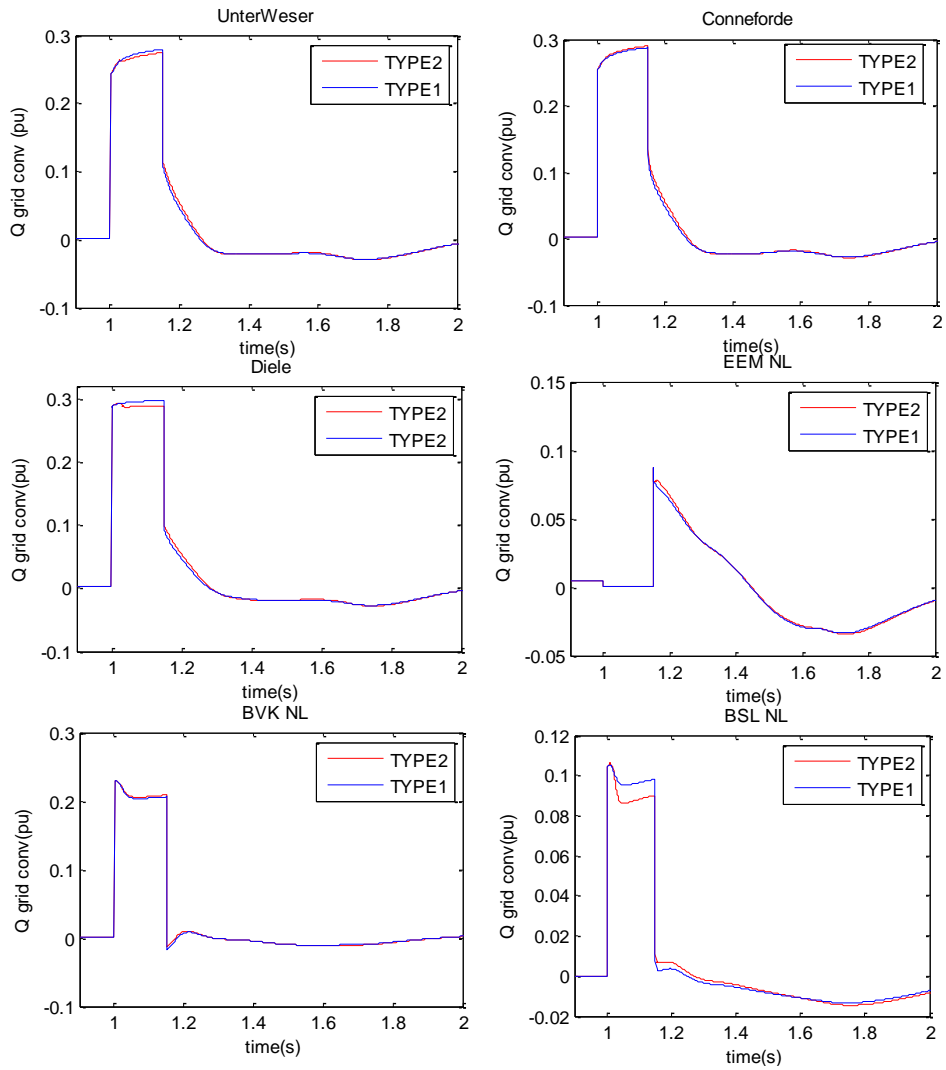 UnterWeser
0.3
0.2
0.1
0
-0.1
Q grid conv (pu)
TYPE2
TYPE1
1 1.2 1.4 1.6 1.8 2
time(s)
Conneforde
0.3
0.2
0.1
0
-0.1
Q grid conv(pu)
TYPE2
TYPE1
1 1.2 1.4 1.6 1.8 2
time(s)
Diele
0.3
0.2
0.1
0
-0.1
Q grid conv(pu)
TYPE2
TYPE2
1 1.2 1.4 1.6 1.8 2
time(s)
EEM NL
0.15
0.1
0.05
0
-0.05
Q grid conv(pu)
TYPE2
TYPE1
1 1.2 1.4 1.6 1.8 2
time(s)
BVK NL
0.3
0.2
0.1
0
-0.1
Q grid conv(pu)
TYPE2
TYPE1
1 1.2 1.4 1.6 1.8 2
time(s)
BSL NL
0.12
0.1
0.08
0.06
0.04
0.02
0
-0.02
Q grid conv(pu)
TYPE2
TYPE1
1 1.2 1.4 1.6 1.8 2
time(s)